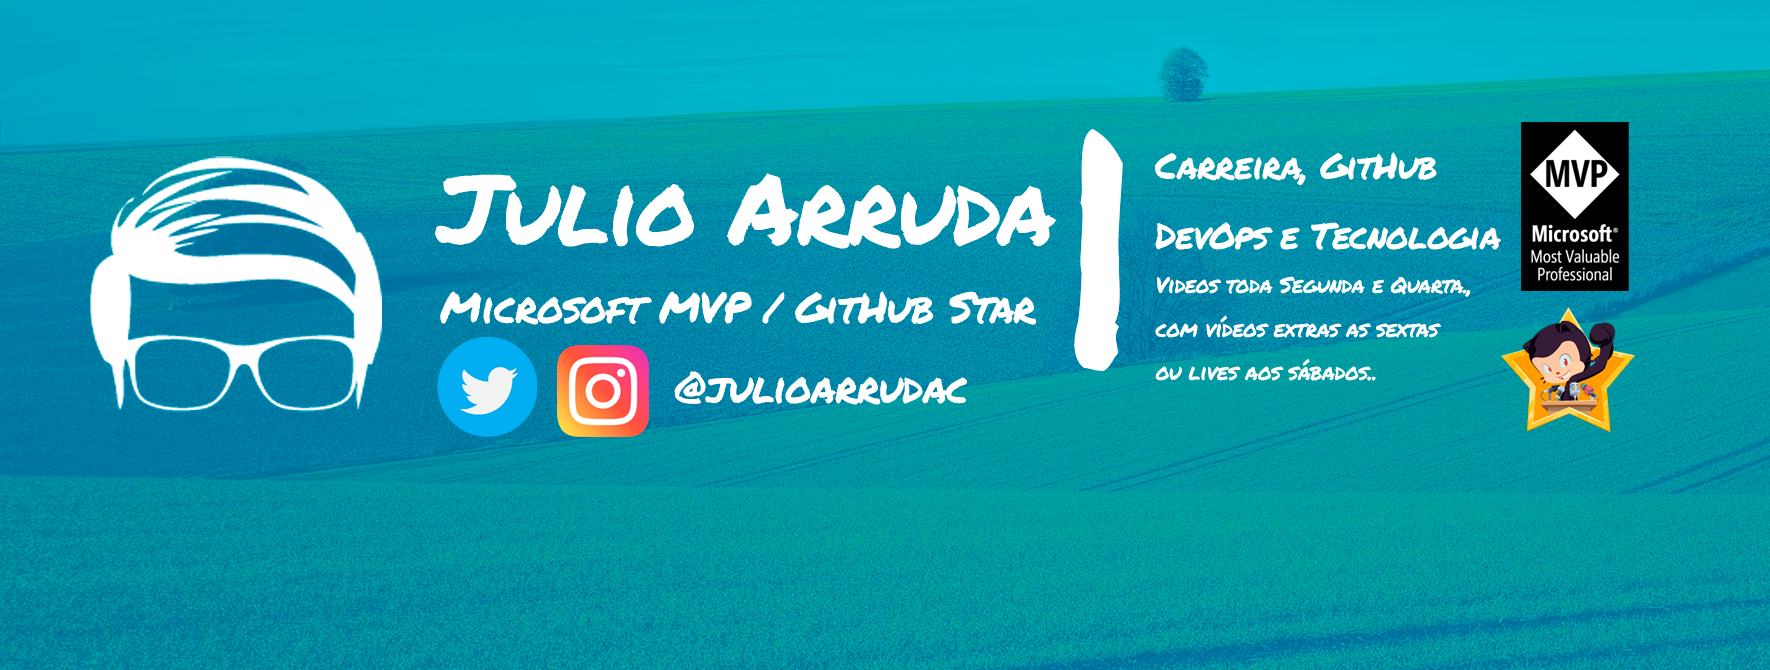 Julio Arruda
Microsoft MVP / GitHub Star
@julioarrudac
Carreira, GitHub
DevOps e Tecnologia
Videos toda Segunda e Quarta.,
com vídeos extras as sextas
ou lives aos sábados..
MVP
Microsoft®
Most Valuable
Professional